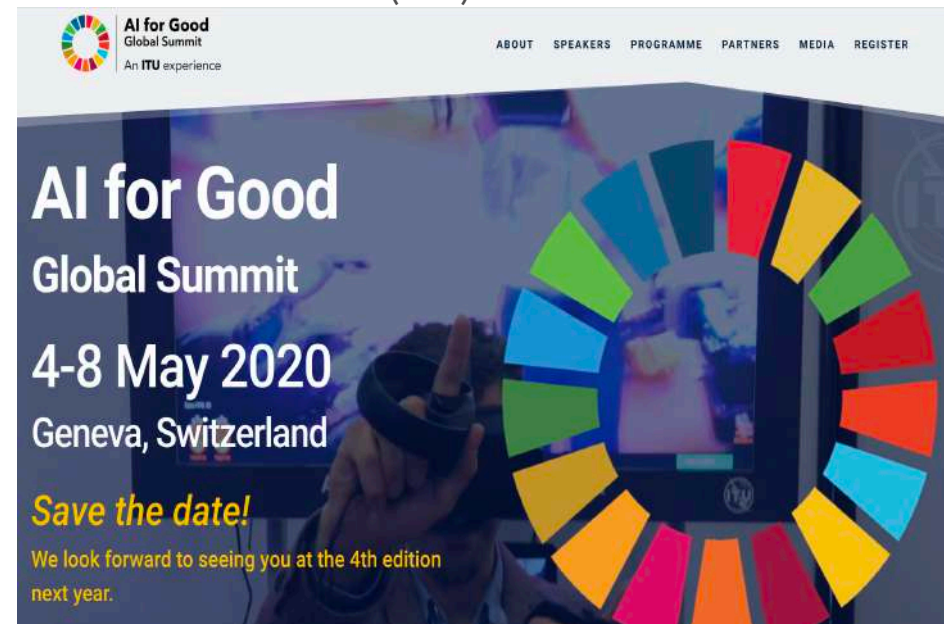 AI for Good
Global Summit
An ITU experience
ABOUT SPEAKERS PROGRAMME PARTNERS MEDIA REGISTER
AI for Good
Global Summit
4-8 May 2020
Geneva, Switzerland
Save the date!
We look forward to seeing you at the 4th edition
next year.
ITU